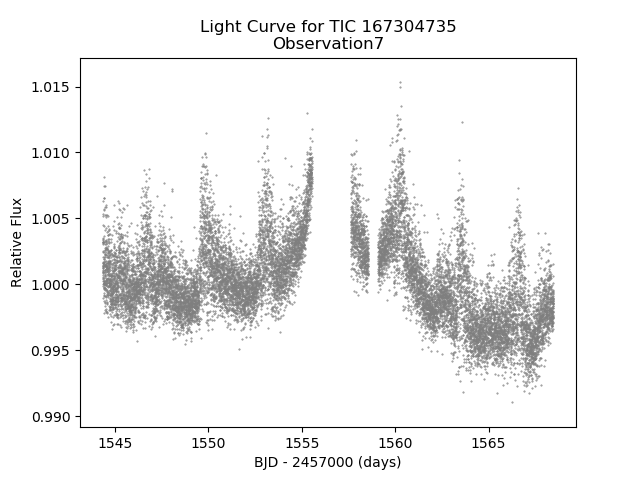 Light Curve for TIC 167304735
Observation7
1.015
1.010
1.005
1.000
0.995
0.990
Relative Flux
1545
1550
1555
1560
1565
BJD - 2457000 (days)